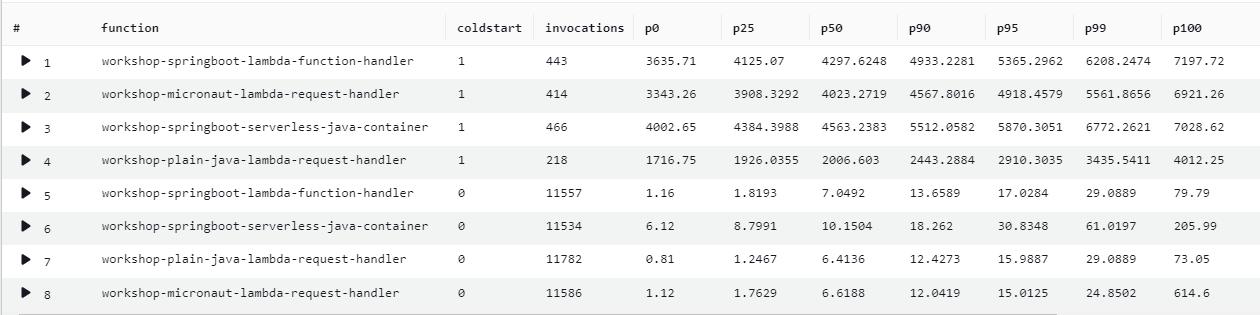 # function coldstart invocations p0 p25 p50 p90 p95 p99 p100
1 workshop-springboot-lambda-function-handler 1 443 3635.71 4125.07 4297.6248 4933.2281 5365.2962 6208.2474 7197.72
2 workshop-micronaut-lambda-request-handler 1 414 3343.26 3908.3292 4023.2719 4567.8016 4918.4579 5561.8656 6921.26
3 workshop-springboot-serverless-java-container 1 466 4002.65 4384.3988 4563.2383 5512.0582 5870.3051 6772.2621 7028.62
4 workshop-plain-java-lambda-request-handler 1 218 1716.75 1926.0355 2006.603 2443.2884 2910.3035 3435.5411 4012.25
5 workshop-springboot-lambda-function-handler 0 11557 1.16 1.8193 7.0492 13.6589 17.0284 29.0889 79.79
6 workshop-springboot-serverless-java-container 0 11534 6.12 8.7991 10.1504 18.262 30.8348 61.0197 205.99
7 workshop-plain-java-lambda-request-handler 0 11782 0.81 1.2467 6.4136 12.4273 15.9887 29.0889 73.05
8 workshop-micronaut-lambda-request-handler 0 11586 1.12 1.7629 6.6188 12.0419 15.0125 24.8502 614.6